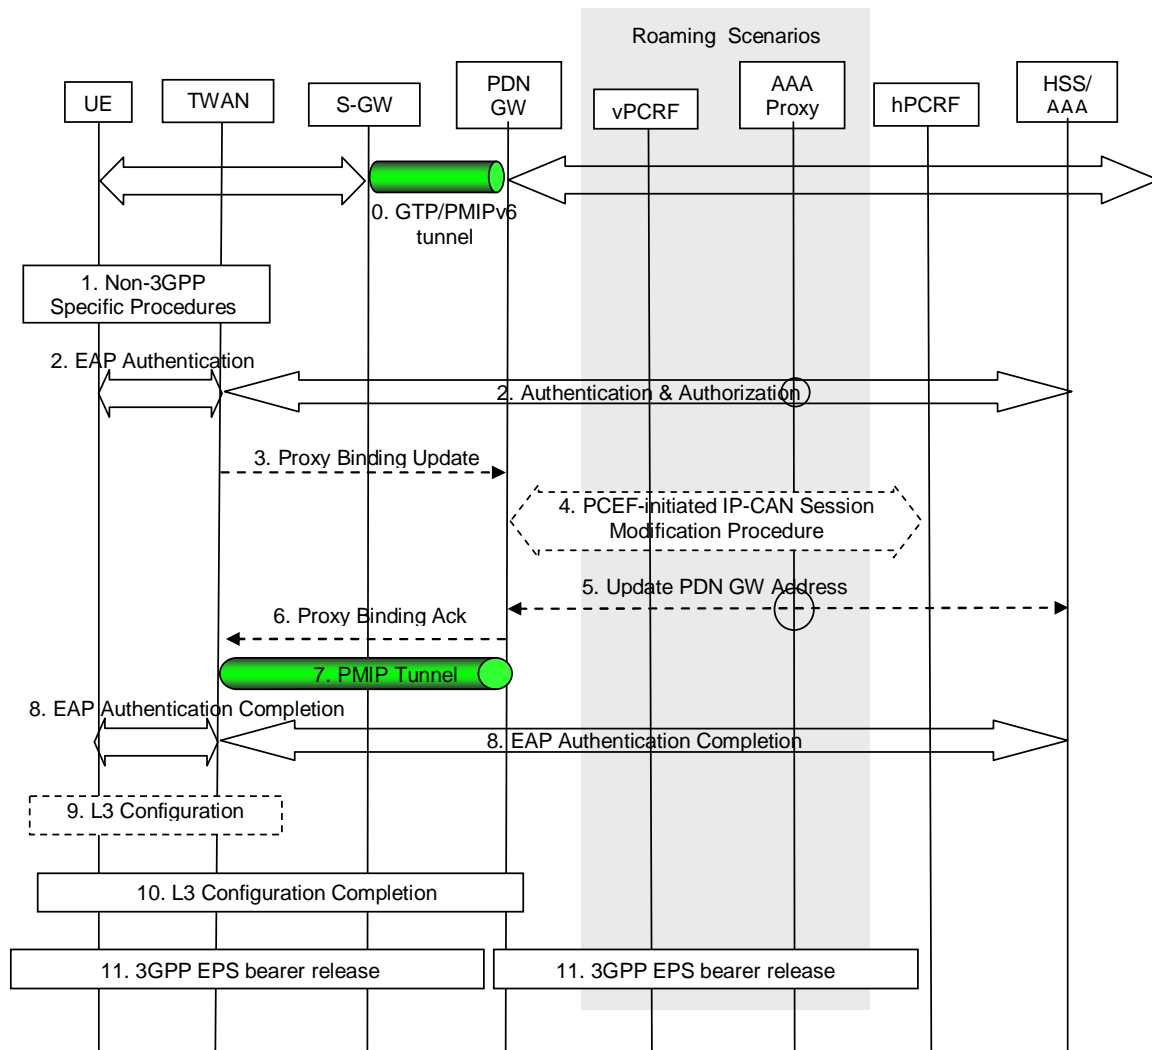 Roaming Scenarios
UE
TWAN
S-GW
PDN
GW
vPCRF
AAA
Proxy
hPCRF
HSS/
AAA
0. GTP/PMIPv6
tunnel
1. Non-3GPP
Specific Procedures
2. EAP Authentication
2. Authentication & Authorization
3. Proxy Binding Update
4. PCEF-initiated IP-CAN Session
Modification Procedure
5. Update PDN GW Address
6. Proxy Binding Ack
7. PMIP Tunnel
8. EAP Authentication Completion
8. EAP Authentication Completion
9. L3 Configuration
10. L3 Configuration Completion
11. 3GPP EPS bearer release
11. 3GPP EPS bearer release